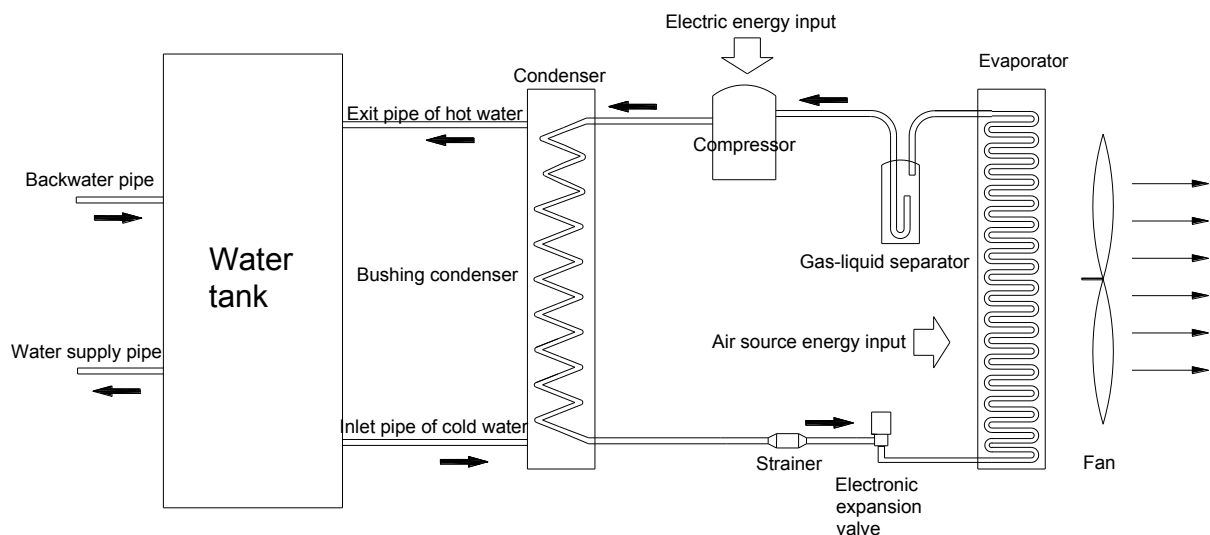 Electric energy input
Condenser
Evaporator
Exit pipe of hot water
Compressor
Backwater pipe
Water
tank
Bushing condenser
Gas-liquid separator
Air source energy input
Water supply pipe
Inlet pipe of cold water
Strainer
Fan
Electronic
expansion
valve